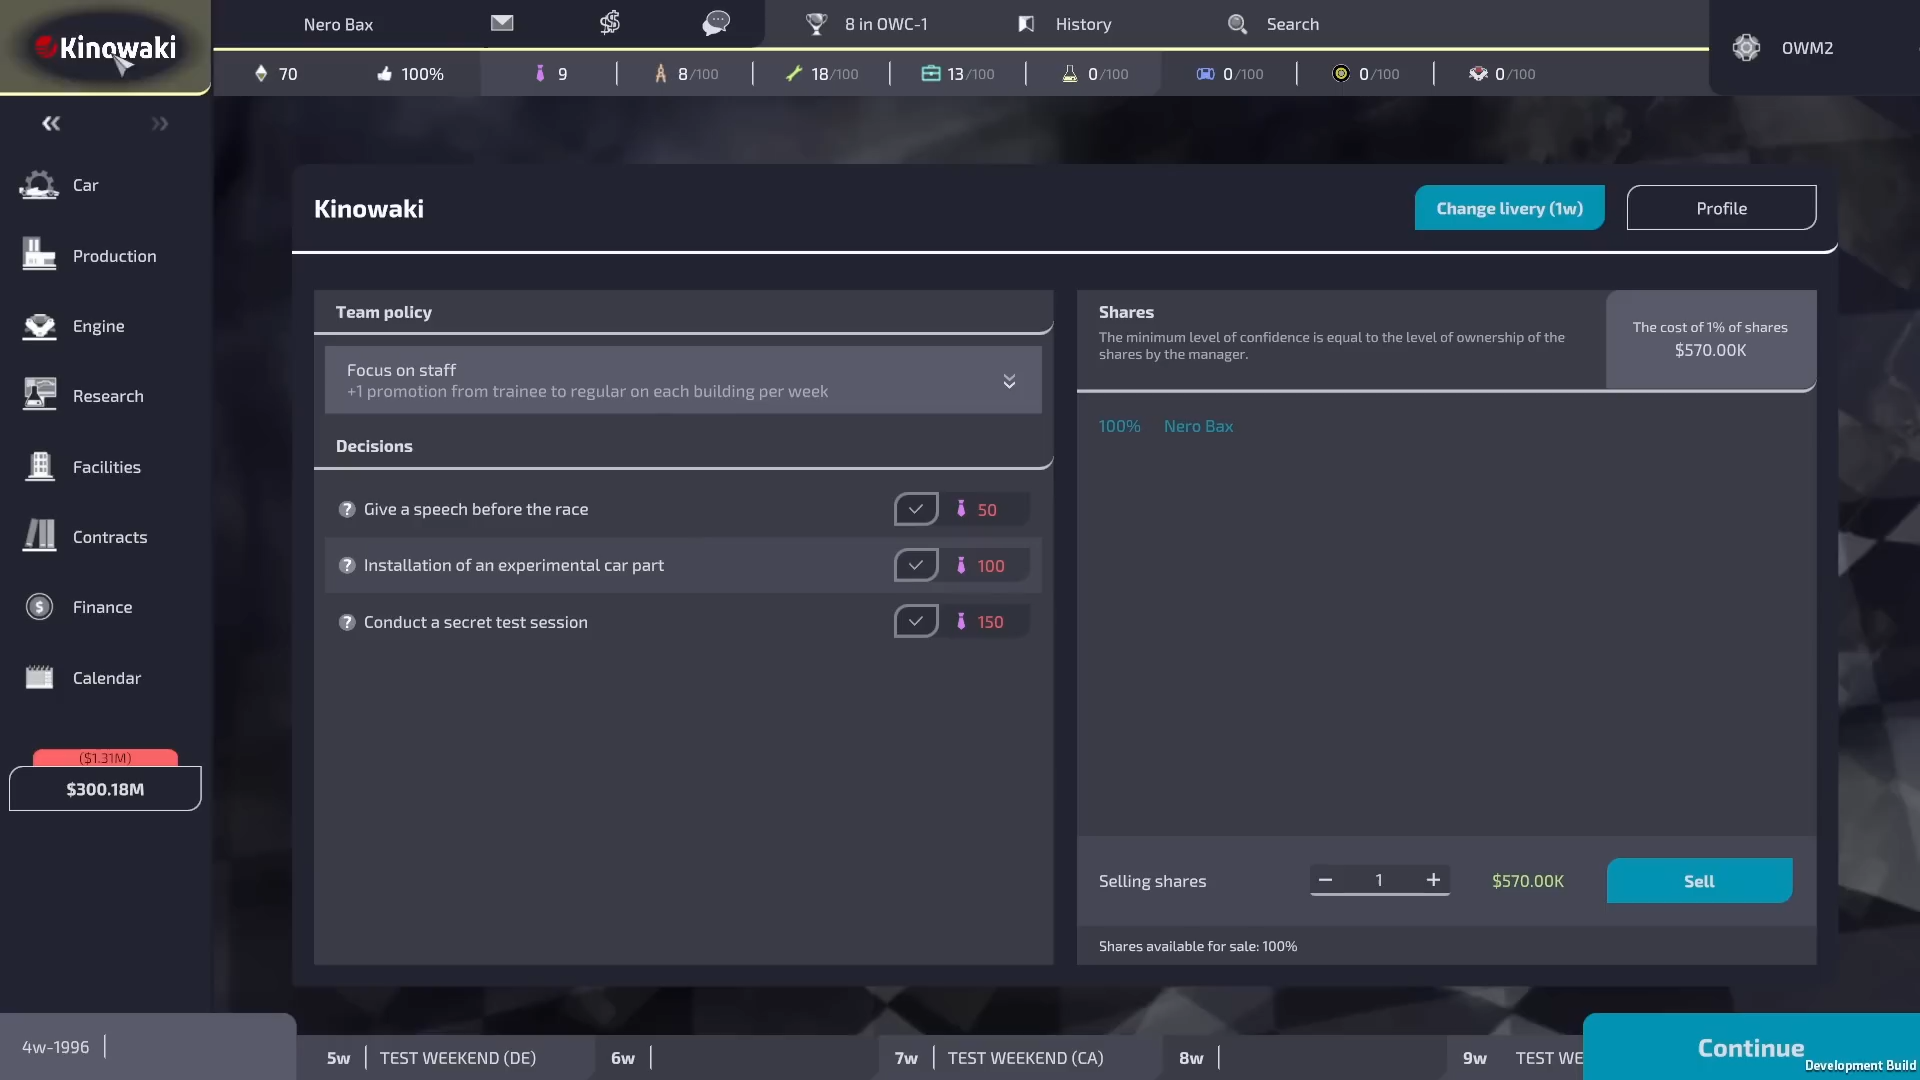 Kinowaki
Nero Bax
8 in OWC-1
History
Search
OWM2
70
100%
9
8/100
18/100
13/100
0/100
0/100
0/100
0/100
Car
Production
Engine
Research
Facilities
Contracts
Finance
Calendar
($1.31M)
$300.18M
Kinowaki
Change livery (1w)
Profile
Team policy
Focus on staff
+1 promotion from trainee to regular on each building per week
Decisions
? Give a speech before the race
50
? Installation of an experimental car part
100
? Conduct a secret test session
150
Shares
The minimum level of confidence is equal to the level of ownership of the
shares by the manager.
The cost of 1% of shares
$570.00K
100% Nero Bax
Selling shares
− 1 +
$570.00K
Sell
Shares available for sale: 100%
4w-1996
5w TEST WEEKEND (DE)
6w
7w TEST WEEKEND (CA)
8w
9w TEST WE
Continue
Development Build